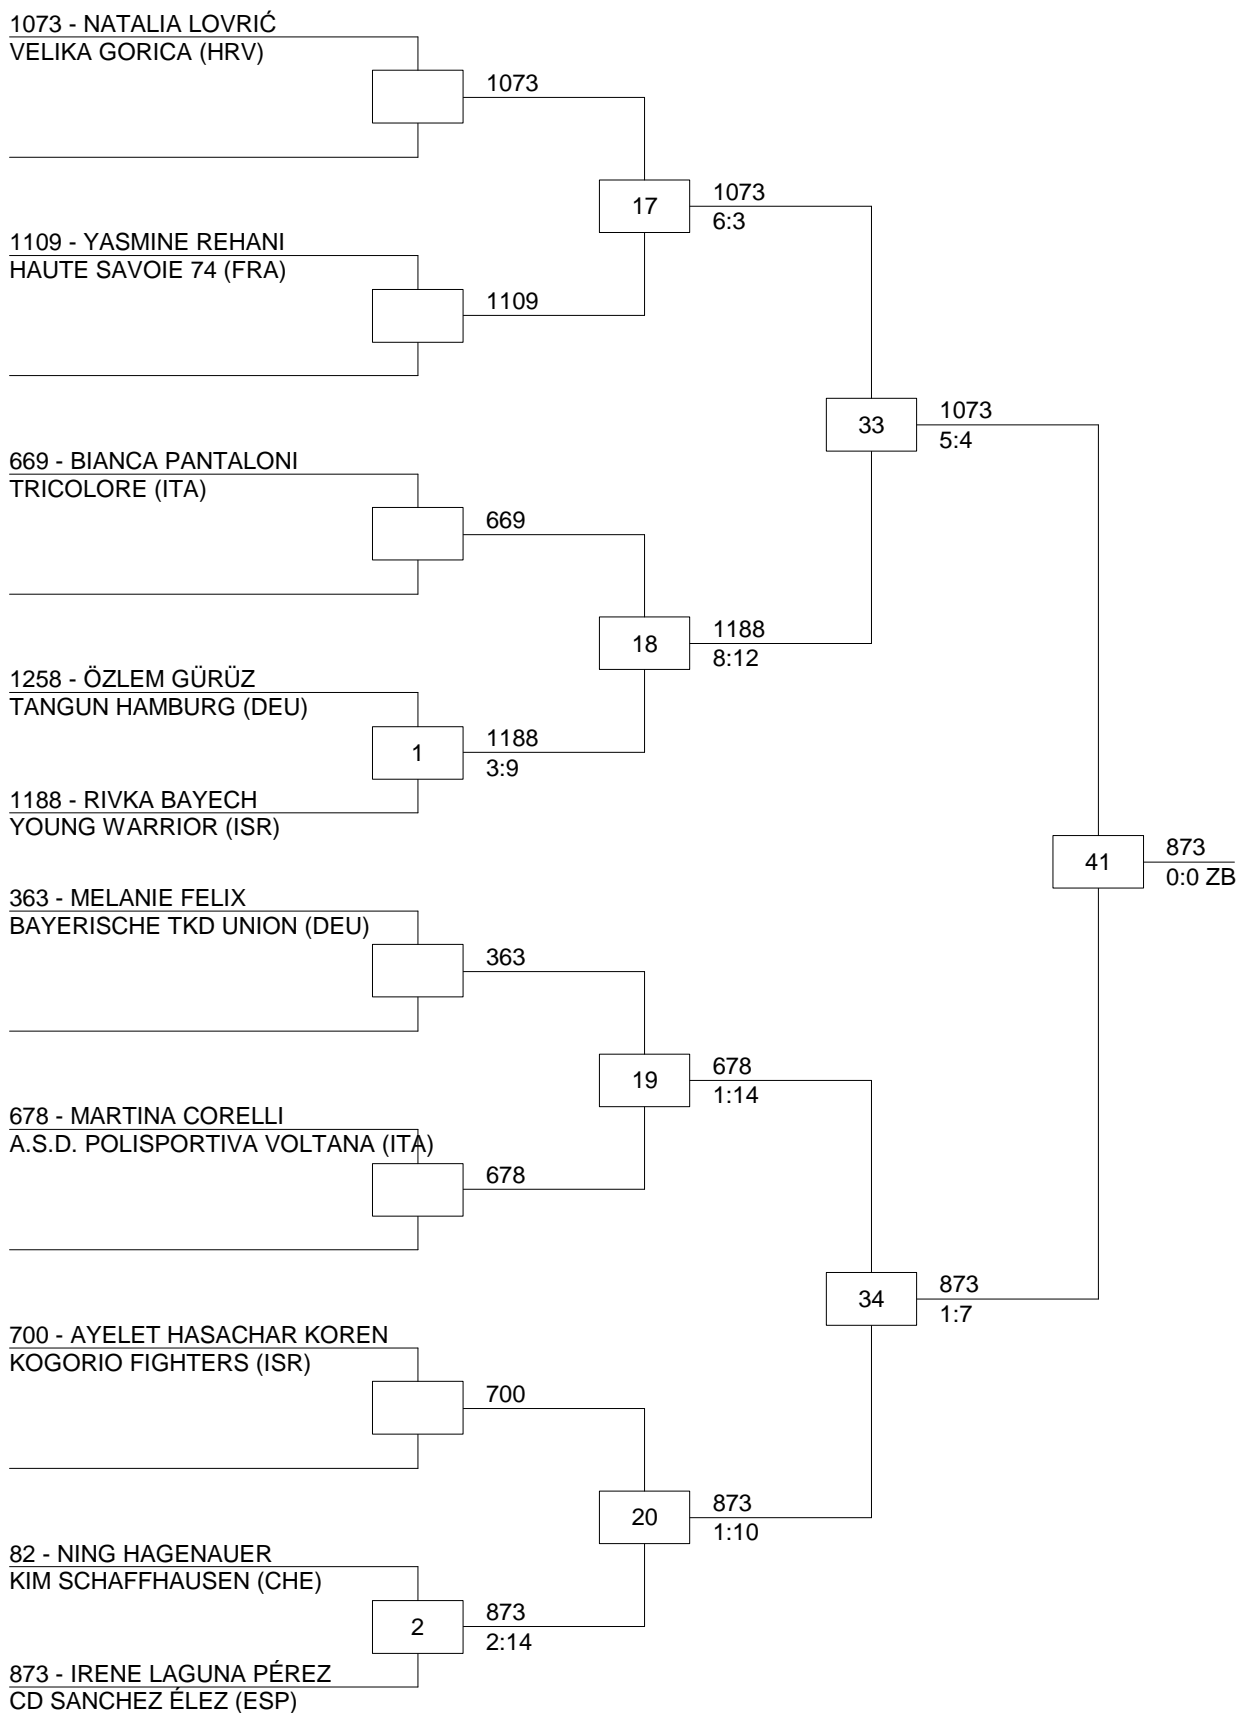 1073 - NATALIA LOVRIĆ
VELIKA GORICA (HRV)
1073
17
1073
6:3
1109 - YASMINE REHANI
HAUTE SAVOIE 74 (FRA)
1109
33
1073
5:4
669 - BIANCA PANTALONI
TRICOLORE (ITA)
669
18
1188
8:12
1258 - ÖZLEM GÜRÜZ
TANGUN HAMBURG (DEU)
1
1188
3:9
1188 - RIVKA BAYECH
YOUNG WARRIOR (ISR)
41
873
0:0 ZB
363 - MELANIE FELIX
BAYERISCHE TKD UNION (DEU)
363
19
678
1:14
678 - MARTINA CORELLI
A.S.D. POLISPORTIVA VOLTANA (ITA)
678
34
873
1:7
700 - AYELET HASACHAR KOREN
KOGORIO FIGHTERS (ISR)
700
20
873
1:10
82 - NING HAGENAUER
KIM SCHAFFHAUSEN (CHE)
2
873
2:14
873 - IRENE LAGUNA PÉREZ
CD SANCHEZ ÉLEZ (ESP)